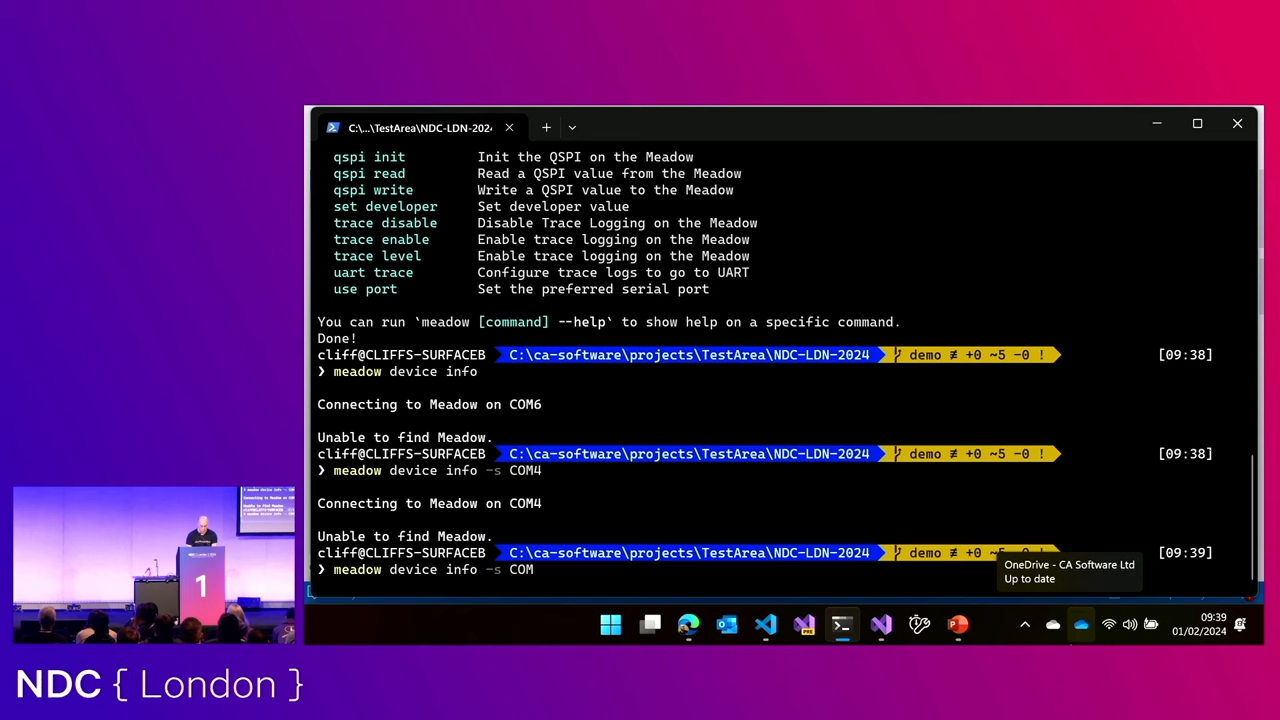 C:\...\TestArea\NDC-LDN-2024
qspi init Init the QSPI on the Meadow
qspi read Read a QSPI value from the Meadow
qspi write Write a QSPI value to the Meadow
set developer Set developer value
trace disable Disable Trace Logging on the Meadow
trace enable Enable trace logging on the Meadow
trace level Enable trace logging on the Meadow
uart trace Configure trace logs to go to UART
use port Set the preferred serial port
You can run `meadow [command] --help` to show help on a specific command.
Done!
cliff@CLIFFS-SURFACEB C:\ca-software\projects\TestArea\NDC-LDN-2024 demo ≢ +0 ~5 -0 ! [09:38]
❯ meadow device info
Connecting to Meadow on COM6
Unable to find Meadow.
cliff@CLIFFS-SURFACEB C:\ca-software\projects\TestArea\NDC-LDN-2024 demo ≢ +0 ~5 -0 ! [09:38]
❯ meadow device info -s COM4
Connecting to Meadow on COM4
Unable to find Meadow.
cliff@CLIFFS-SURFACEB C:\ca-software\projects\TestArea\NDC-LDN-2024 demo ≢ +0 ~5 -0 ! [09:39]
❯ meadow device info -s COM
OneDrive - CA Software Ltd
Up to date
PRE
09:39
01/02/2024
1
NDC { London }